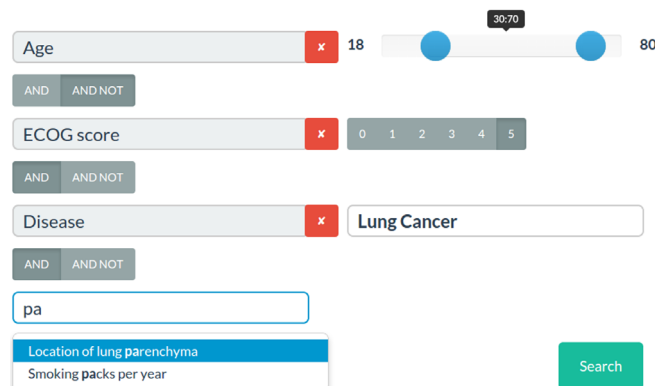 30:70
Age ✘ 18 80
AND AND NOT
ECOG score ✘ 0 1 2 3 4 5
AND AND NOT
Disease ✘ Lung Cancer
AND AND NOT
pa
Location of lung parenchyma
Smoking packs per year
Search